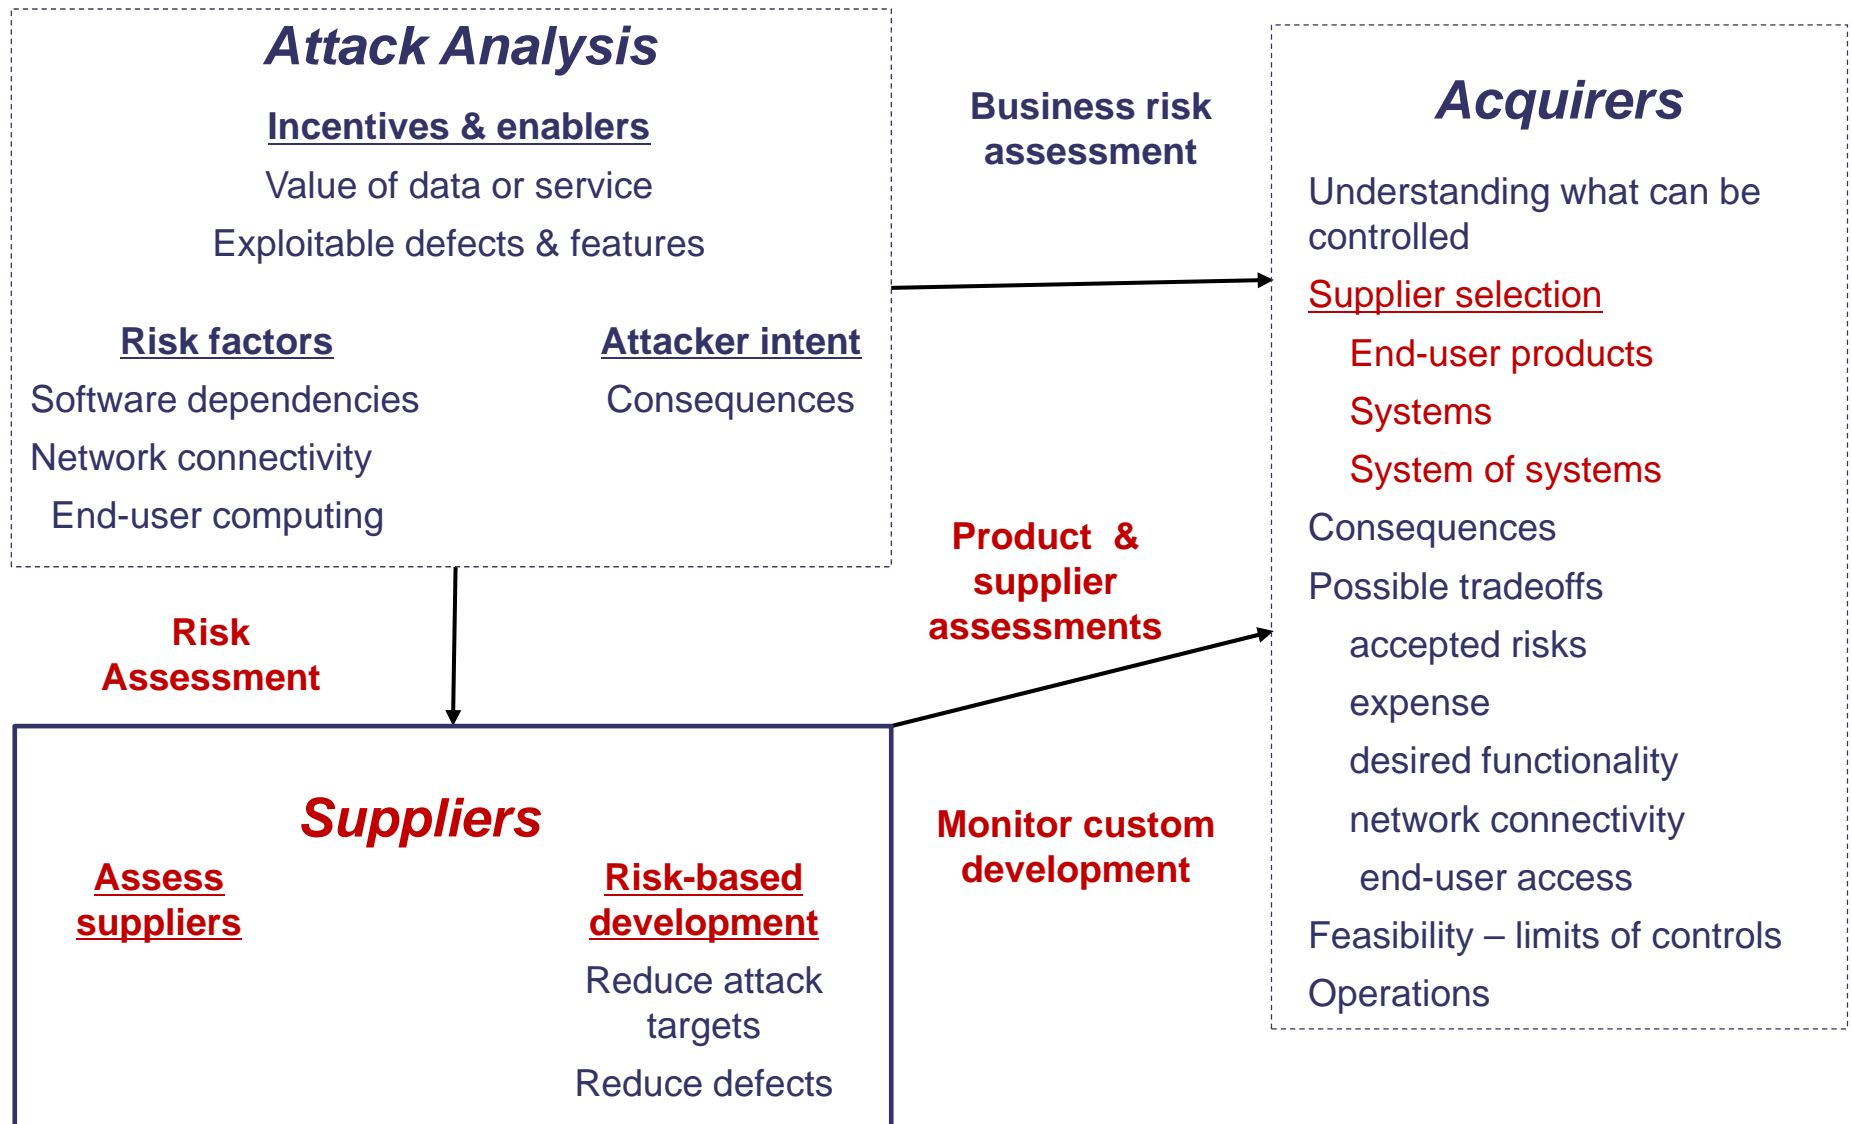 Attack Analysis
Incentives & enablers
Value of data or service
Exploitable defects & features
Risk factors
Software dependencies
Network connectivity
End-user computing
Attacker intent
Consequences
Business risk
assessment
Risk
Assessment
Product & 
supplier
assessments
Monitor custom
development
Suppliers
Assess
suppliers
Risk-based
development
Reduce attack
targets
Reduce defects
Acquirers
Understanding what can be
controlled
Supplier selection
End-user products
Systems
System of systems
Consequences
Possible tradeoffs
accepted risks
expense
desired functionality
network connectivity
end-user access
Feasibility – limits of controls
Operations